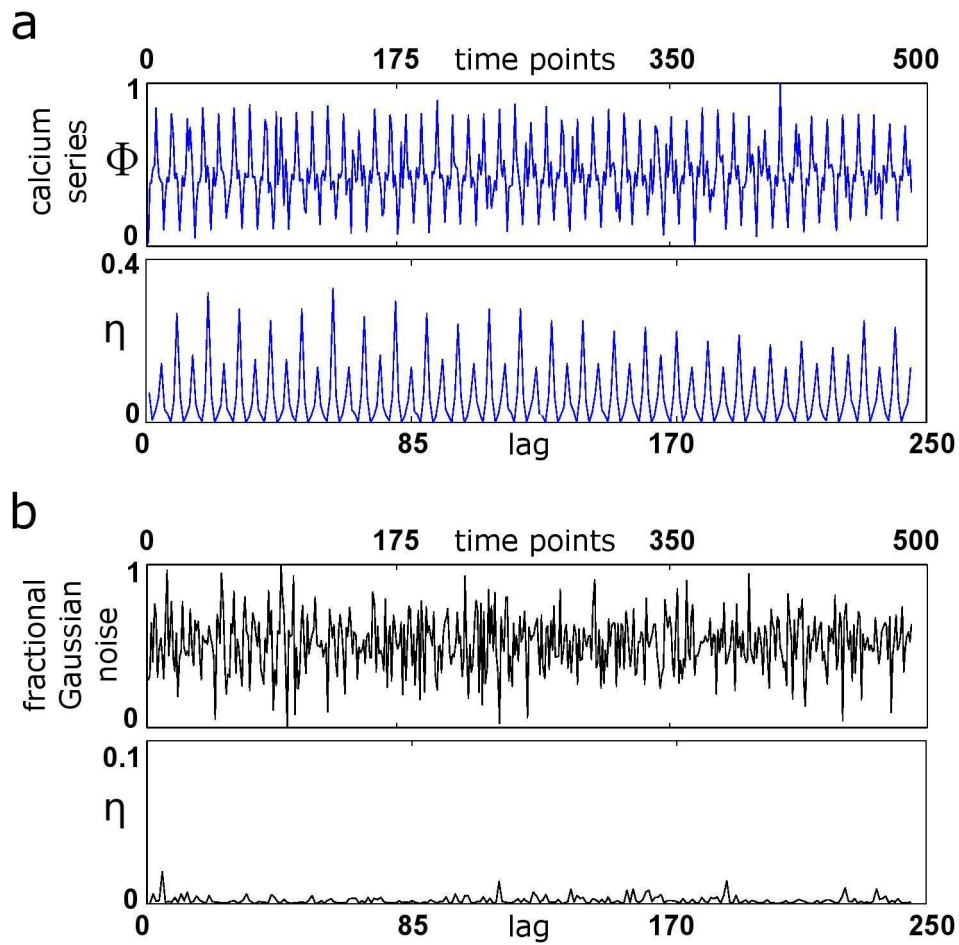 a
0 175 time points 350 500
calcium
series
1
Φ
0
0.4
η
0
0 85 lag 170 250
b
0 175 time points 350 500
fractional
Gaussian
noise
1
0
0.1
η
0
0 85 lag 170 250